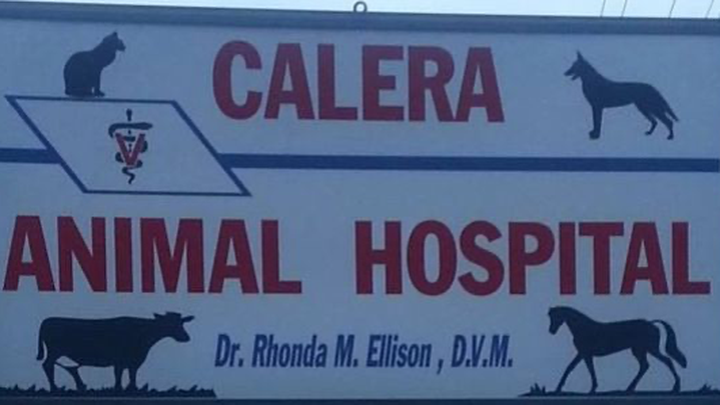 CALERA
V
ANIMAL HOSPITAL
Dr. Rhonda M. Ellison , D.V.M.